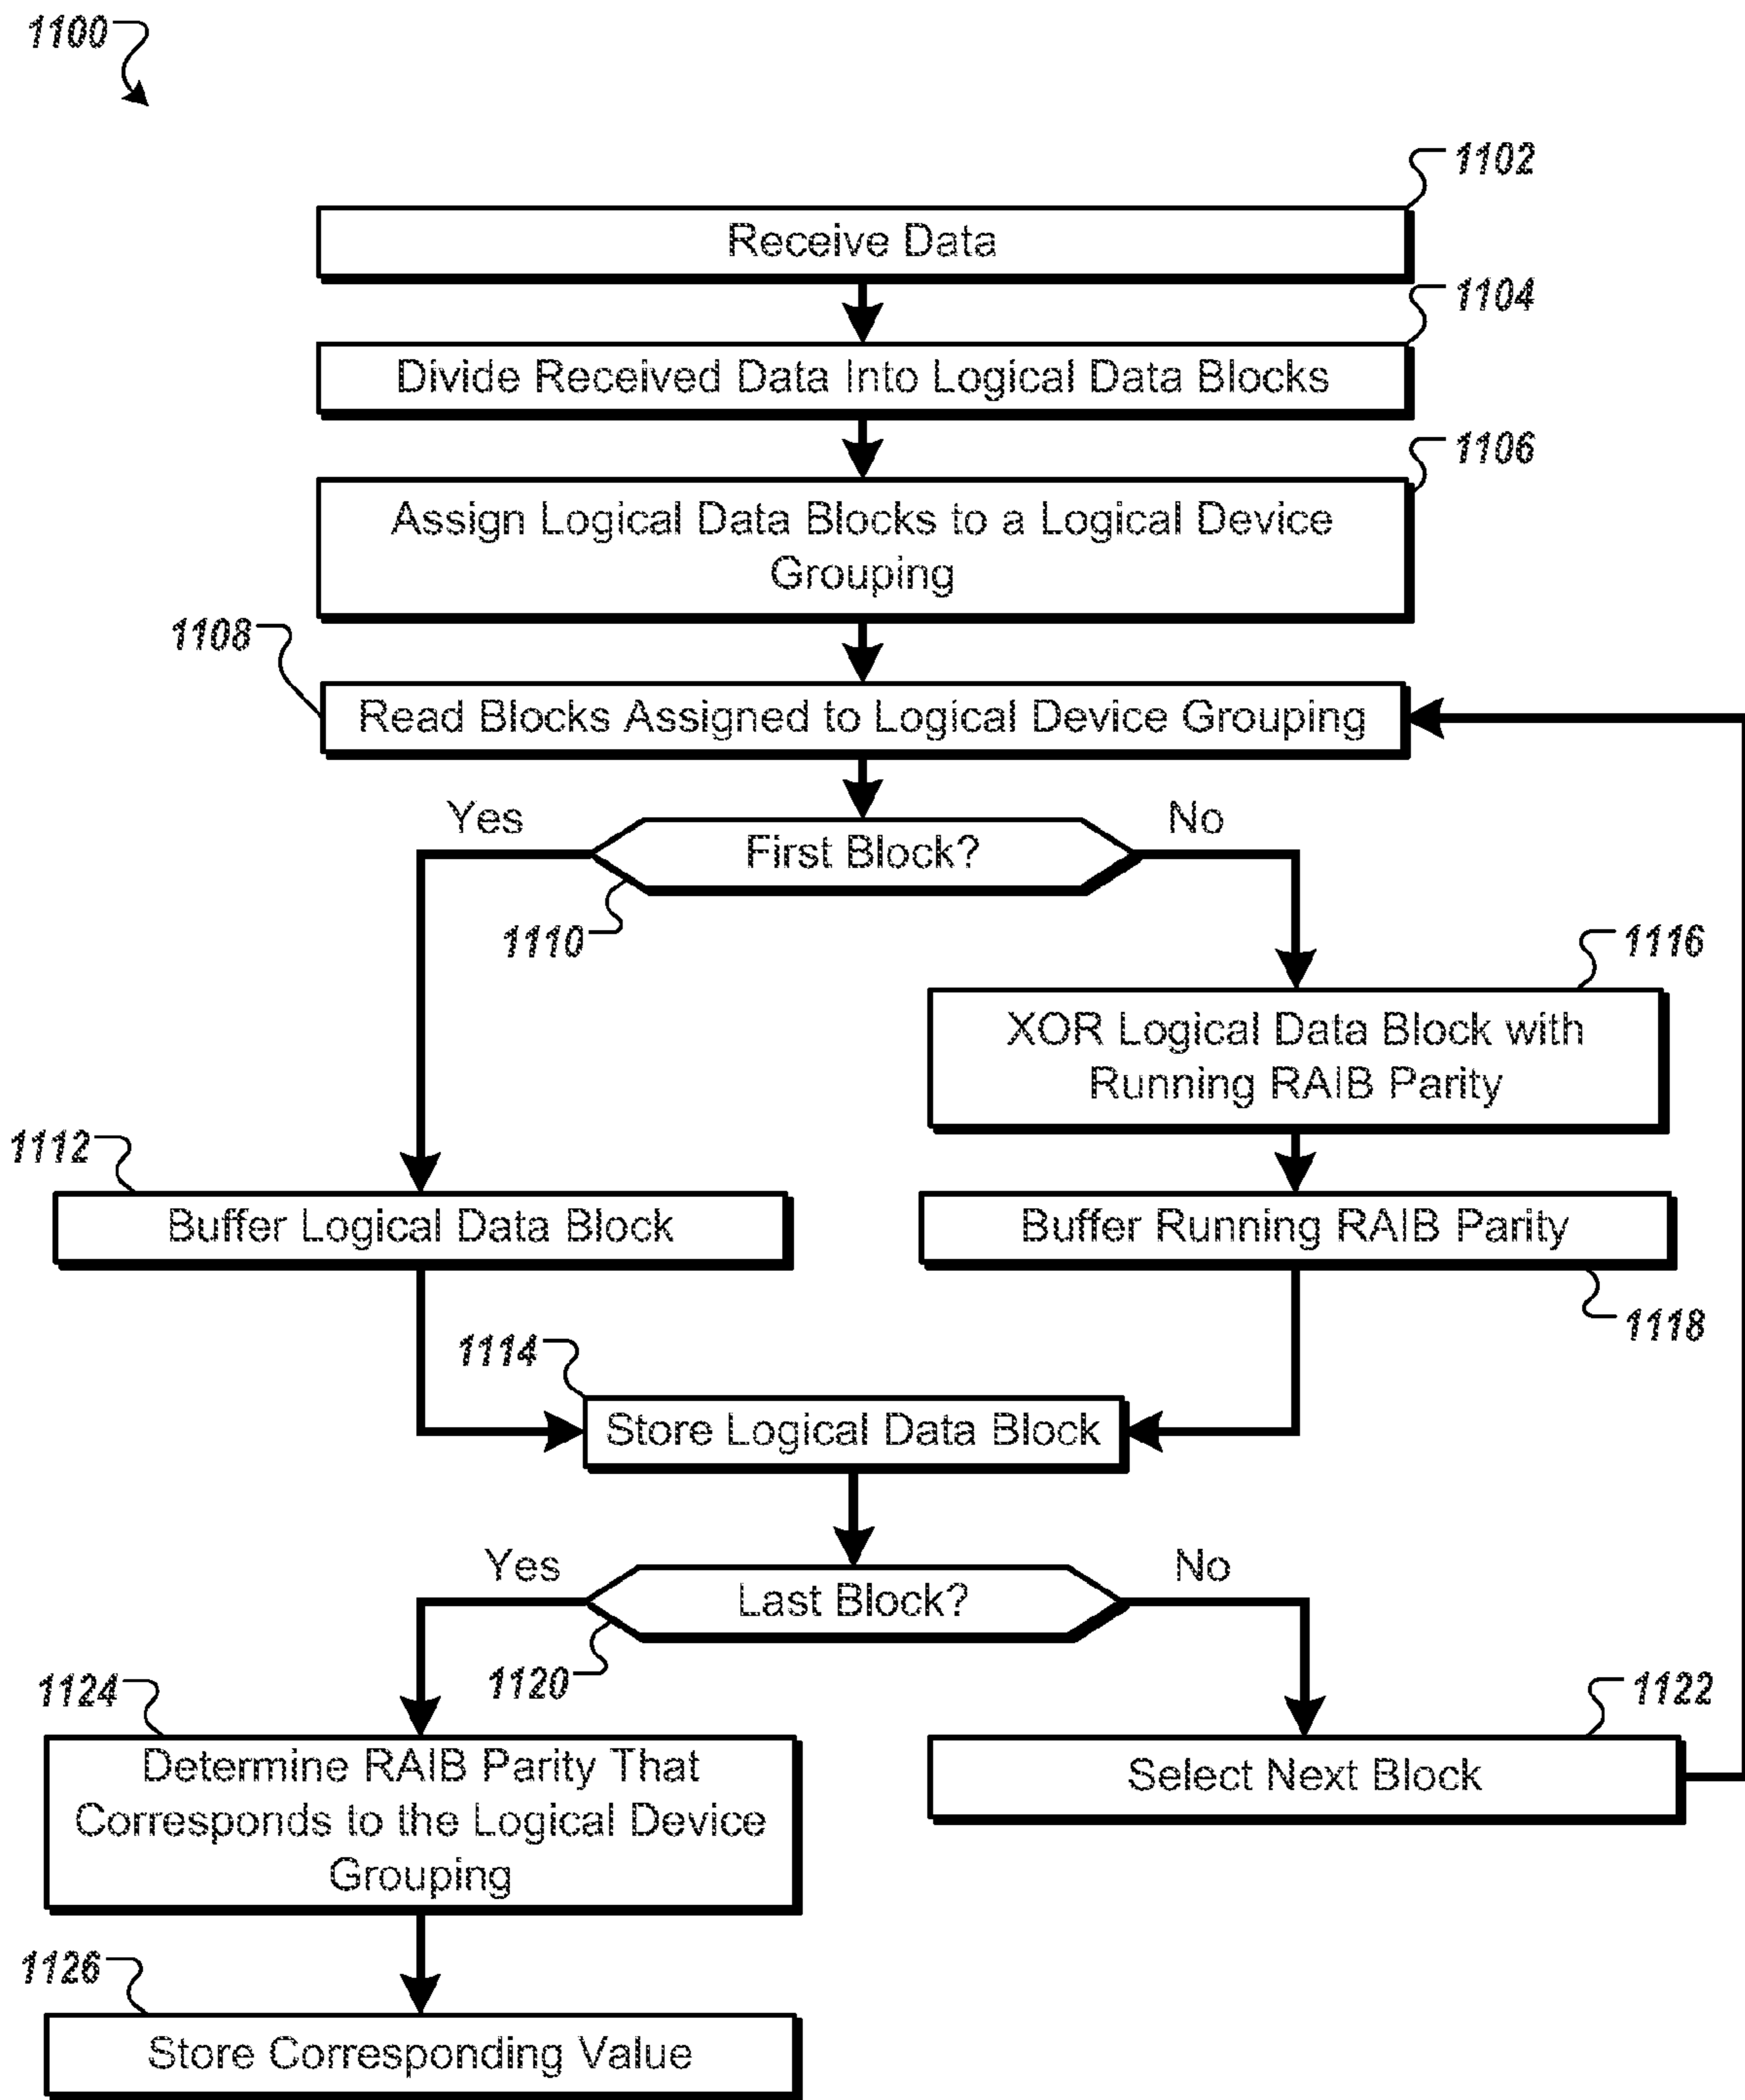 1100
1102
Receive Data
1104
Divide Received Data Into Logical Data Blocks
1106
Assign Logical Data Blocks to a Logical Device
Grouping
1108
Read Blocks Assigned to Logical Device Grouping
Yes
No
First Block?
1110
1116
XOR Logical Data Block with
Running RAIB Parity
1112
Buffer Logical Data Block
Buffer Running RAIB Parity
1118
1114
Store Logical Data Block
Yes
No
Last Block?
1120
1124
1122
Determine RAIB Parity That
Corresponds to the Logical Device
Grouping
Select Next Block
1126
Store Corresponding Value